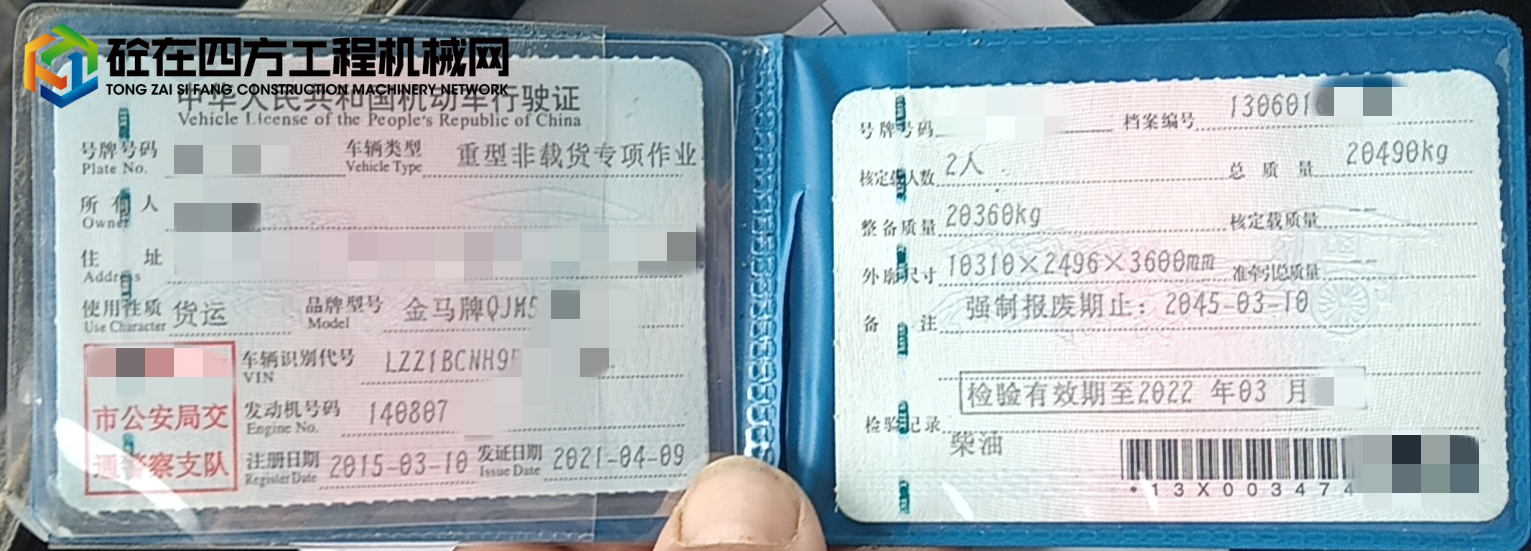 砼在四方工程机械网
TONG ZAI SI FANG CONSTRUCTION MACHINERY NETWORK
中华人民共和国机动车行驶证
Vehicle License of the People's Republic of China
号牌号码 车辆类型 重型非载货专项作业
Plate No. Vehicle Type
所有人
Owner
住址
Address
使用性质 货运 品牌型号 金马牌QJM5
Use Character Model
市公安局交
通警察支队
车辆识别代号 LZZ1BCNH9
VIN
发动机号码 140807
Engine No.
注册日期 2015-03-10 发证日期 2021-04-09
Register Date Issue Date
号牌号码 档案编号 130601
核定载人数 2人 总质量 20490kg
整备质量 20360kg 核定载质量 --
外廓尺寸 10310×2496×3600mm 准牵引总质量 --
备注 强制报废期止：2045-03-10
检验有效期至2022 年03 月
检验记录
柴油
*13X003474